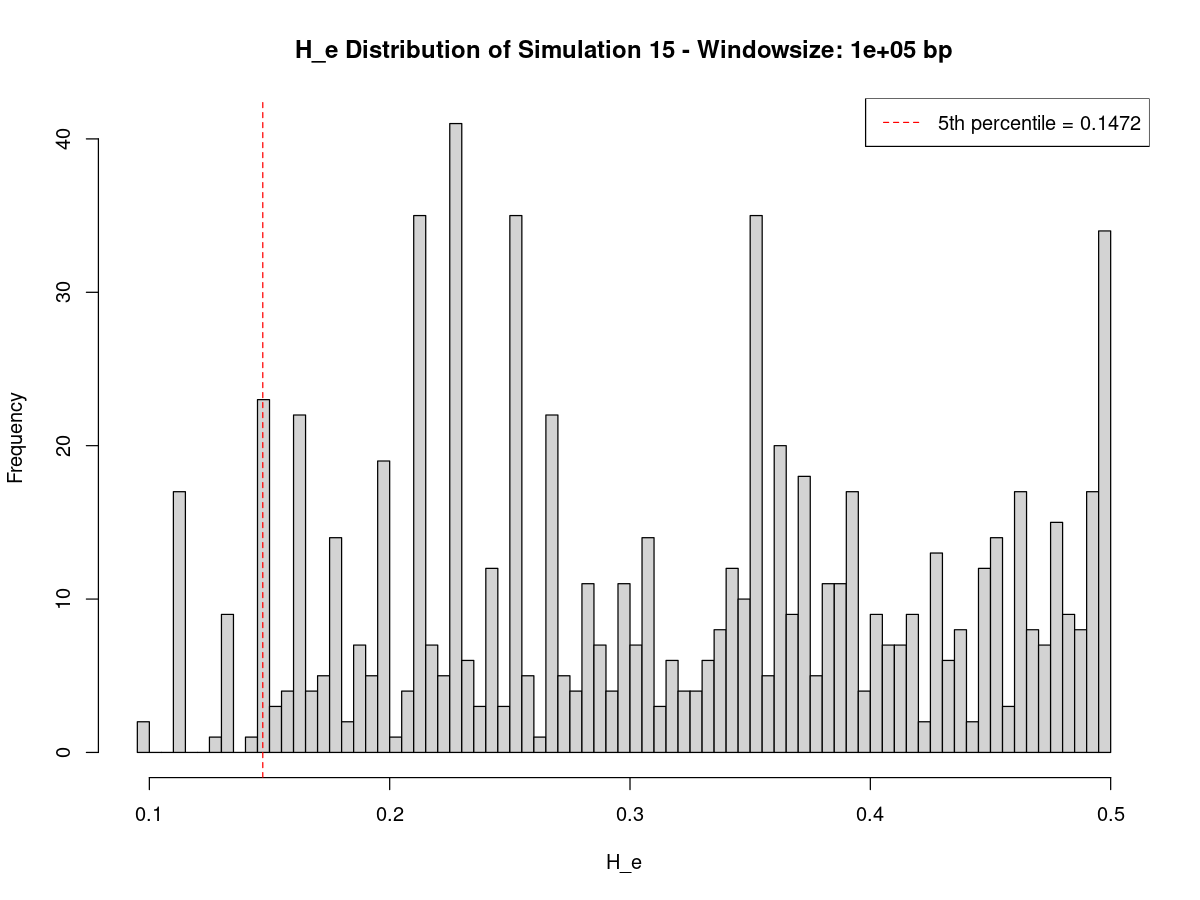 H_e Distribution of Simulation 15 - Windowsize: 1e+05 bp
5th percentile = 0.1472
Frequency
40
30
20
10
0
0.1 0.2 0.3 0.4 0.5
H_e